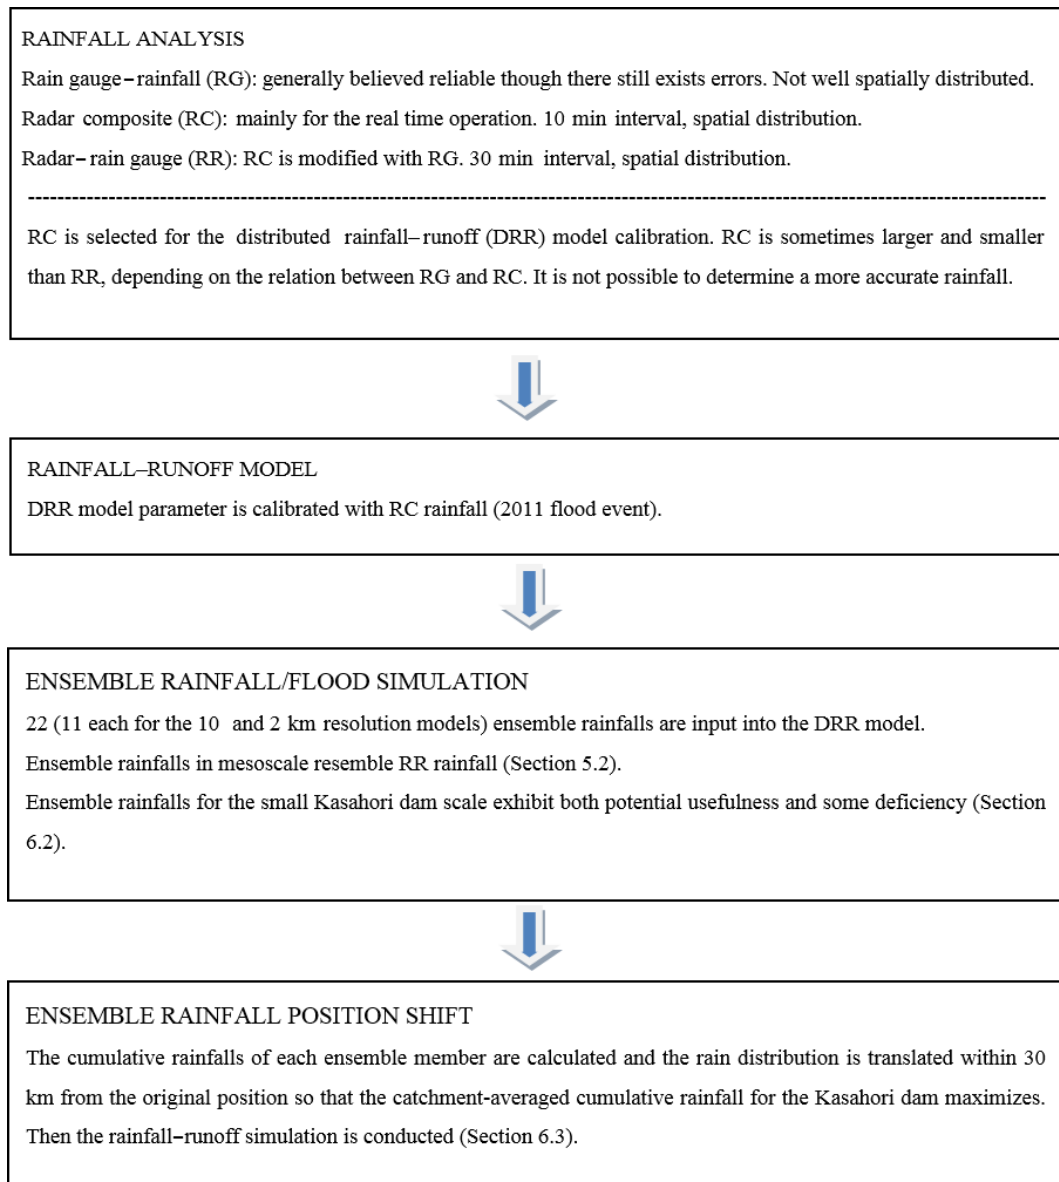 RAINFALL ANALYSIS
Rain gauge–rainfall (RG): generally believed reliable though there still exists errors. Not well spatially distributed.
Radar composite (RC): mainly for the real time operation. 10 min interval, spatial distribution.
Radar–rain gauge (RR): RC is modified with RG. 30 min interval, spatial distribution.
RC is selected for the distributed rainfall–runoff (DRR) model calibration. RC is sometimes larger and smaller
than RR, depending on the relation between RG and RC. It is not possible to determine a more accurate rainfall.
RAINFALL–RUNOFF MODEL
DRR model parameter is calibrated with RC rainfall (2011 flood event).
ENSEMBLE RAINFALL/FLOOD SIMULATION
22 (11 each for the 10 and 2 km resolution models) ensemble rainfalls are input into the DRR model.
Ensemble rainfalls in mesoscale resemble RR rainfall (Section 5.2).
Ensemble rainfalls for the small Kasahori dam scale exhibit both potential usefulness and some deficiency (Section
6.2).
ENSEMBLE RAINFALL POSITION SHIFT
The cumulative rainfalls of each ensemble member are calculated and the rain distribution is translated within 30
km from the original position so that the catchment-averaged cumulative rainfall for the Kasahori dam maximizes.
Then the rainfall–runoff simulation is conducted (Section 6.3).